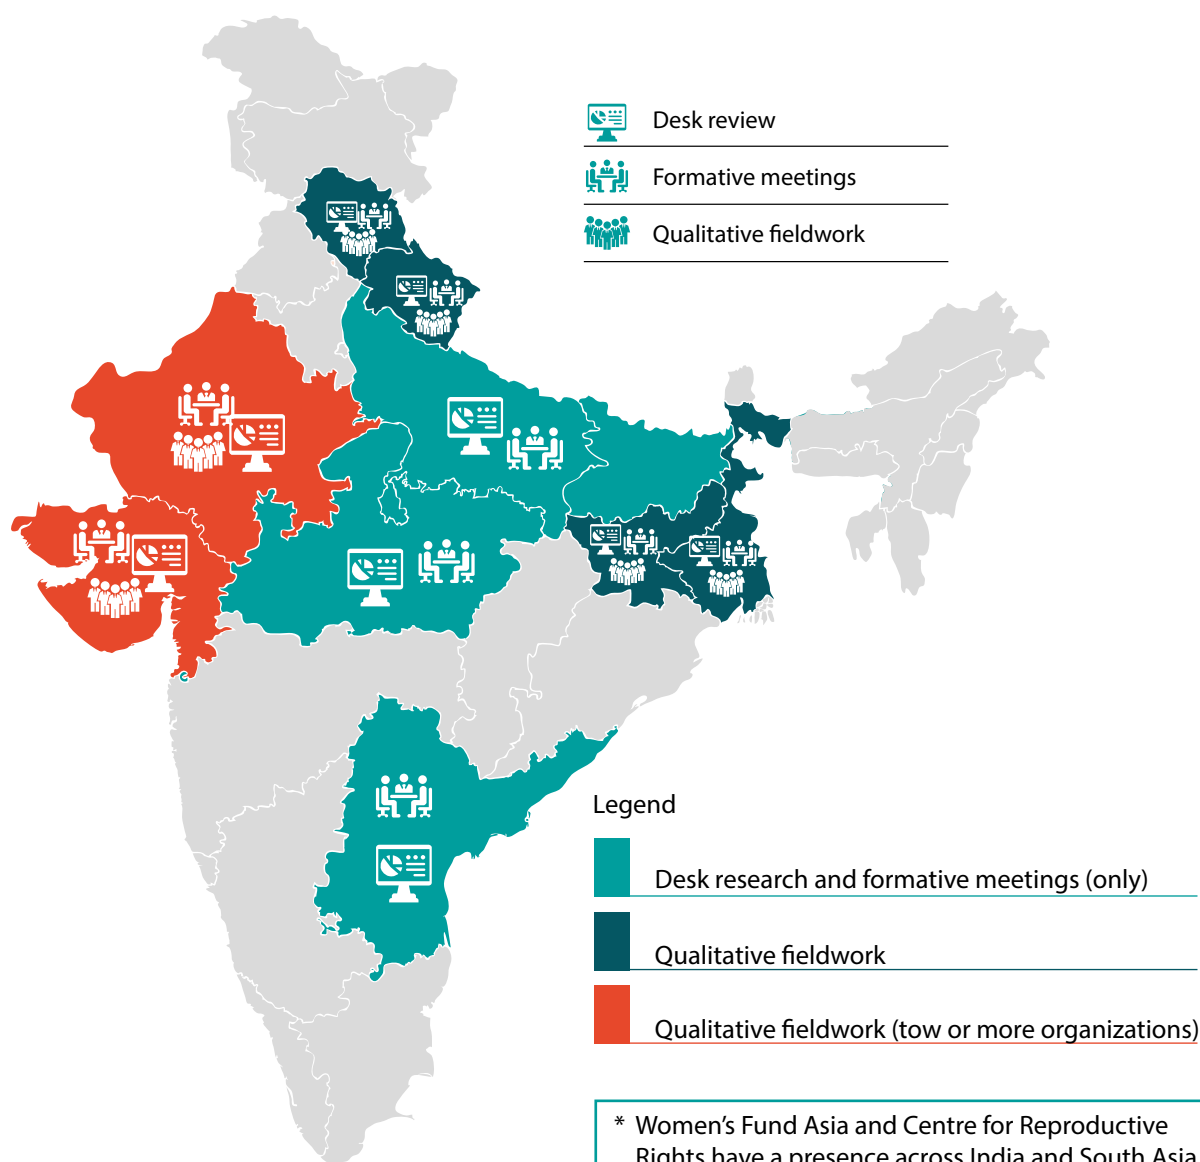 Desk review
Formative meetings
Qualitative fieldwork
Legend
Desk research and formative meetings (only)
Qualitative fieldwork
Qualitative fieldwork (tow or more organizations)
* Women's Fund Asia and Centre for Reproductive
Rights have a presence across India and South Asia